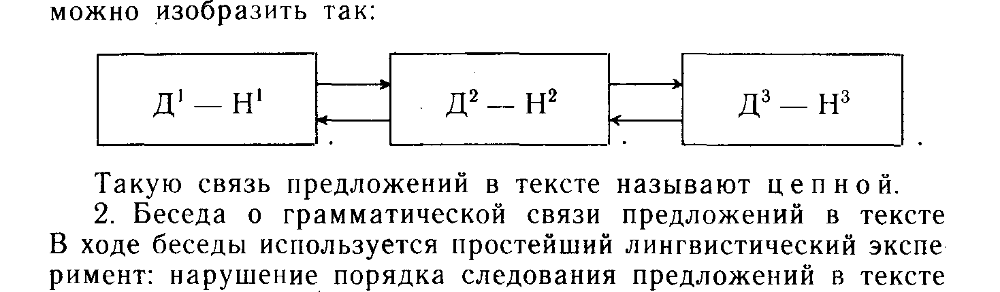 можно изобразить так:
Д¹ — Н¹ . Д² — Н² . Д³ — Н³ .
Такую связь предложений в тексте называют цепной.
2. Беседа о грамматической связи предложений в тексте
В ходе беседы используется простейший лингвистический экспе-
римент: нарушение порядка следования предложений в тексте